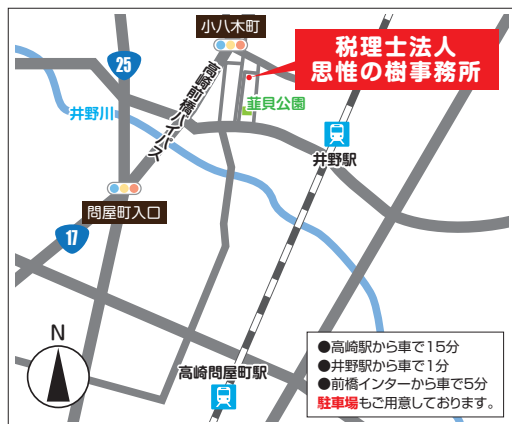 小八木町
税理士法人
思惟の樹事務所
25
高崎前橋バイパス
韮貝公園
井野川
井野駅
問屋町入口
17
N
高崎問屋町駅
●高崎駅から車で15分
●井野駅から車で1分
●前橋インターから車で5分
駐車場もご用意しております。